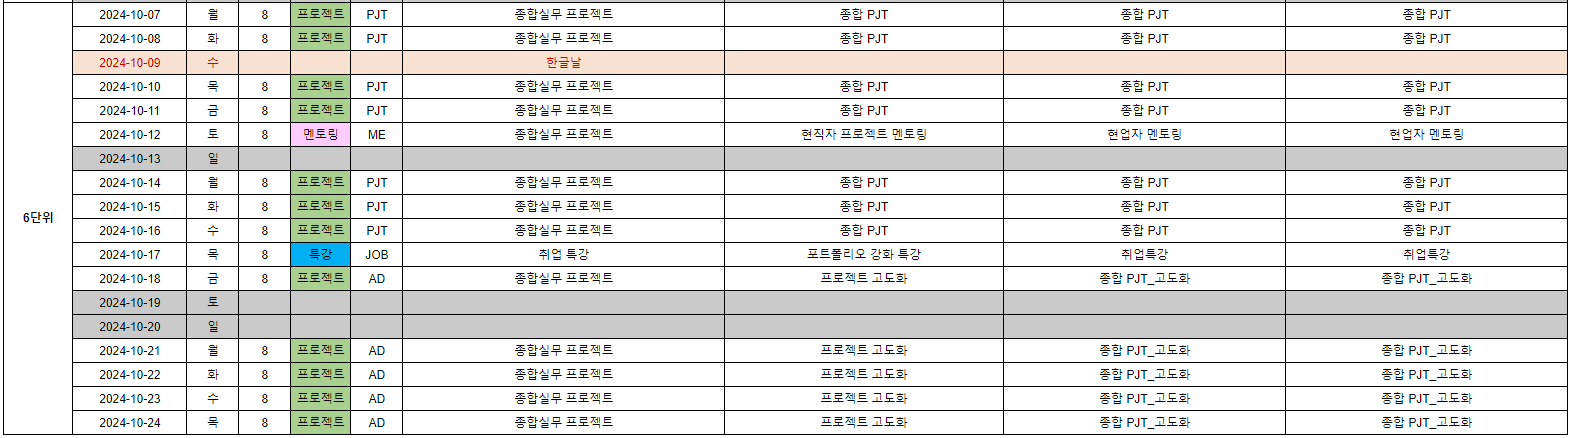 2024-10-07 월 8 프로젝트 PJT 종합실무 프로젝트 종합 PJT 종합 PJT 종합 PJT
2024-10-08 화 8 프로젝트 PJT 종합실무 프로젝트 종합 PJT 종합 PJT 종합 PJT
2024-10-09 수 한글날
2024-10-10 목 8 프로젝트 PJT 종합실무 프로젝트 종합 PJT 종합 PJT 종합 PJT
2024-10-11 금 8 프로젝트 PJT 종합실무 프로젝트 종합 PJT 종합 PJT 종합 PJT
2024-10-12 토 8 멘토링 ME 종합실무 프로젝트 현직자 프로젝트 멘토링 현업자 멘토링 현업자 멘토링
2024-10-13 일
2024-10-14 월 8 프로젝트 PJT 종합실무 프로젝트 종합 PJT 종합 PJT 종합 PJT
2024-10-15 화 8 프로젝트 PJT 종합실무 프로젝트 종합 PJT 종합 PJT 종합 PJT
6단위
2024-10-16 수 8 프로젝트 PJT 종합실무 프로젝트 종합 PJT 종합 PJT 종합 PJT
2024-10-17 목 8 특강 JOB 취업 특강 포트폴리오 강화 특강 취업특강 취업특강
2024-10-18 금 8 프로젝트 AD 종합실무 프로젝트 프로젝트 고도화 종합 PJT_고도화 종합 PJT_고도화
2024-10-19 토
2024-10-20 일
2024-10-21 월 8 프로젝트 AD 종합실무 프로젝트 프로젝트 고도화 종합 PJT_고도화 종합 PJT_고도화
2024-10-22 화 8 프로젝트 AD 종합실무 프로젝트 프로젝트 고도화 종합 PJT_고도화 종합 PJT_고도화
2024-10-23 수 8 프로젝트 AD 종합실무 프로젝트 프로젝트 고도화 종합 PJT_고도화 종합 PJT_고도화
2024-10-24 목 8 프로젝트 AD 종합실무 프로젝트 프로젝트 고도화 종합 PJT_고도화 종합 PJT_고도화